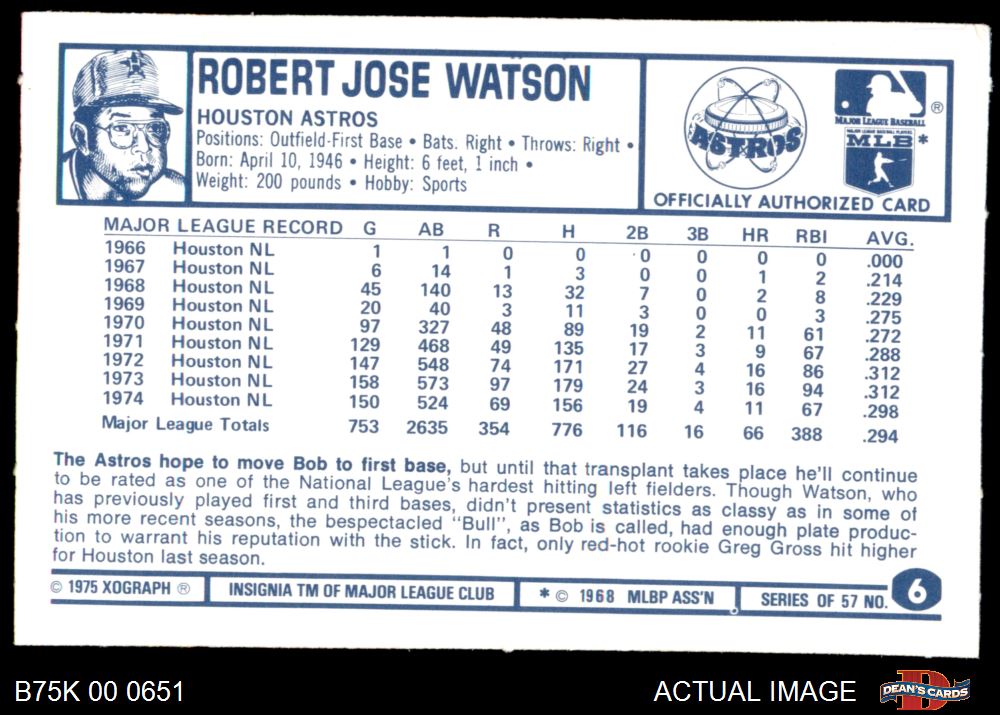 ROBERT JOSE WATSON
HOUSTON ASTROS
Positions: Outfield-First Base • Bats. Right • Throws: Right •
Born: April 10, 1946 • Height: 6 feet, 1 inch •
Weight: 200 pounds • Hobby: Sports
ASTROS
MAJOR LEAGUE BASEBALL ®
MAJOR LEAGUE BASEBALL PLAYERS
MLB *
OFFICIALLY AUTHORIZED CARD
MAJOR LEAGUE RECORD G AB R H 2B 3B HR RBI AVG.
1966 Houston NL 1 1 0 0 0 0 0 0 .000
1967 Houston NL 6 14 1 3 0 0 1 2 .214
1968 Houston NL 45 140 13 32 7 0 2 8 .229
1969 Houston NL 20 40 3 11 3 0 0 3 .275
1970 Houston NL 97 327 48 89 19 2 11 61 .272
1971 Houston NL 129 468 49 135 17 3 9 67 .288
1972 Houston NL 147 548 74 171 27 4 16 86 .312
1973 Houston NL 158 573 97 179 24 3 16 94 .312
1974 Houston NL 150 524 69 156 19 4 11 67 .298
Major League Totals 753 2635 354 776 116 16 66 388 .294
The Astros hope to move Bob to first base, but until that transplant takes place he'll continue
to be rated as one of the National League's hardest hitting left fielders. Though Watson, who
has previously played first and third bases, didn't present statistics as classy as in some of
his more recent seasons, the bespectacled "Bull", as Bob is called, had enough plate produc-
tion to warrant his reputation with the stick. In fact, only red-hot rookie Greg Gross hit higher
for Houston last season.
© 1975 XOGRAPH ® INSIGNIA TM OF MAJOR LEAGUE CLUB * © 1968 MLBP ASS'N SERIES OF 57 NO. 6
B75K 00 0651 ACTUAL IMAGE DEAN'S CARDS